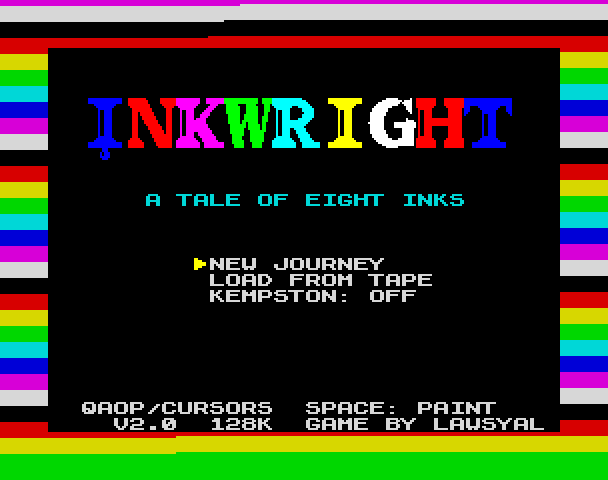 INKWRIGHT
A TALE OF EIGHT INKS
NEW JOURNEY
LOAD FROM TAPE
KEMPSTON: OFF
QAOP/CURSORS SPACE: PAINT
V2.0 128K GAME BY LAWSYAL